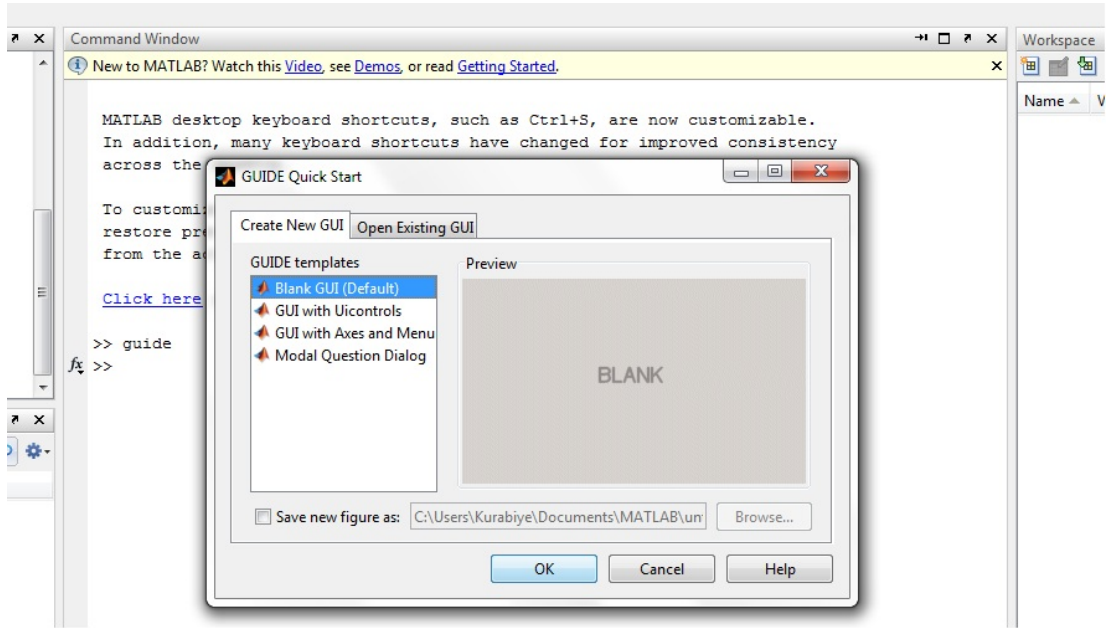 Command Window
New to MATLAB? Watch this Video, see Demos, or read Getting Started.
MATLAB desktop keyboard shortcuts, such as Ctrl+S, are now customizable.
In addition, many keyboard shortcuts have changed for improved consistency
across the
To customi
restore pre
from the a
Click here
>> guide
fx >>
GUIDE Quick Start
Create New GUI
Open Existing GUI
GUIDE templates
Blank GUI (Default)
GUI with Uicontrols
GUI with Axes and Menu
Modal Question Dialog
Preview
BLANK
Save new figure as: C:\Users\Kurabiye\Documents\MATLAB\un
Browse...
OK
Cancel
Help
Workspace
Name